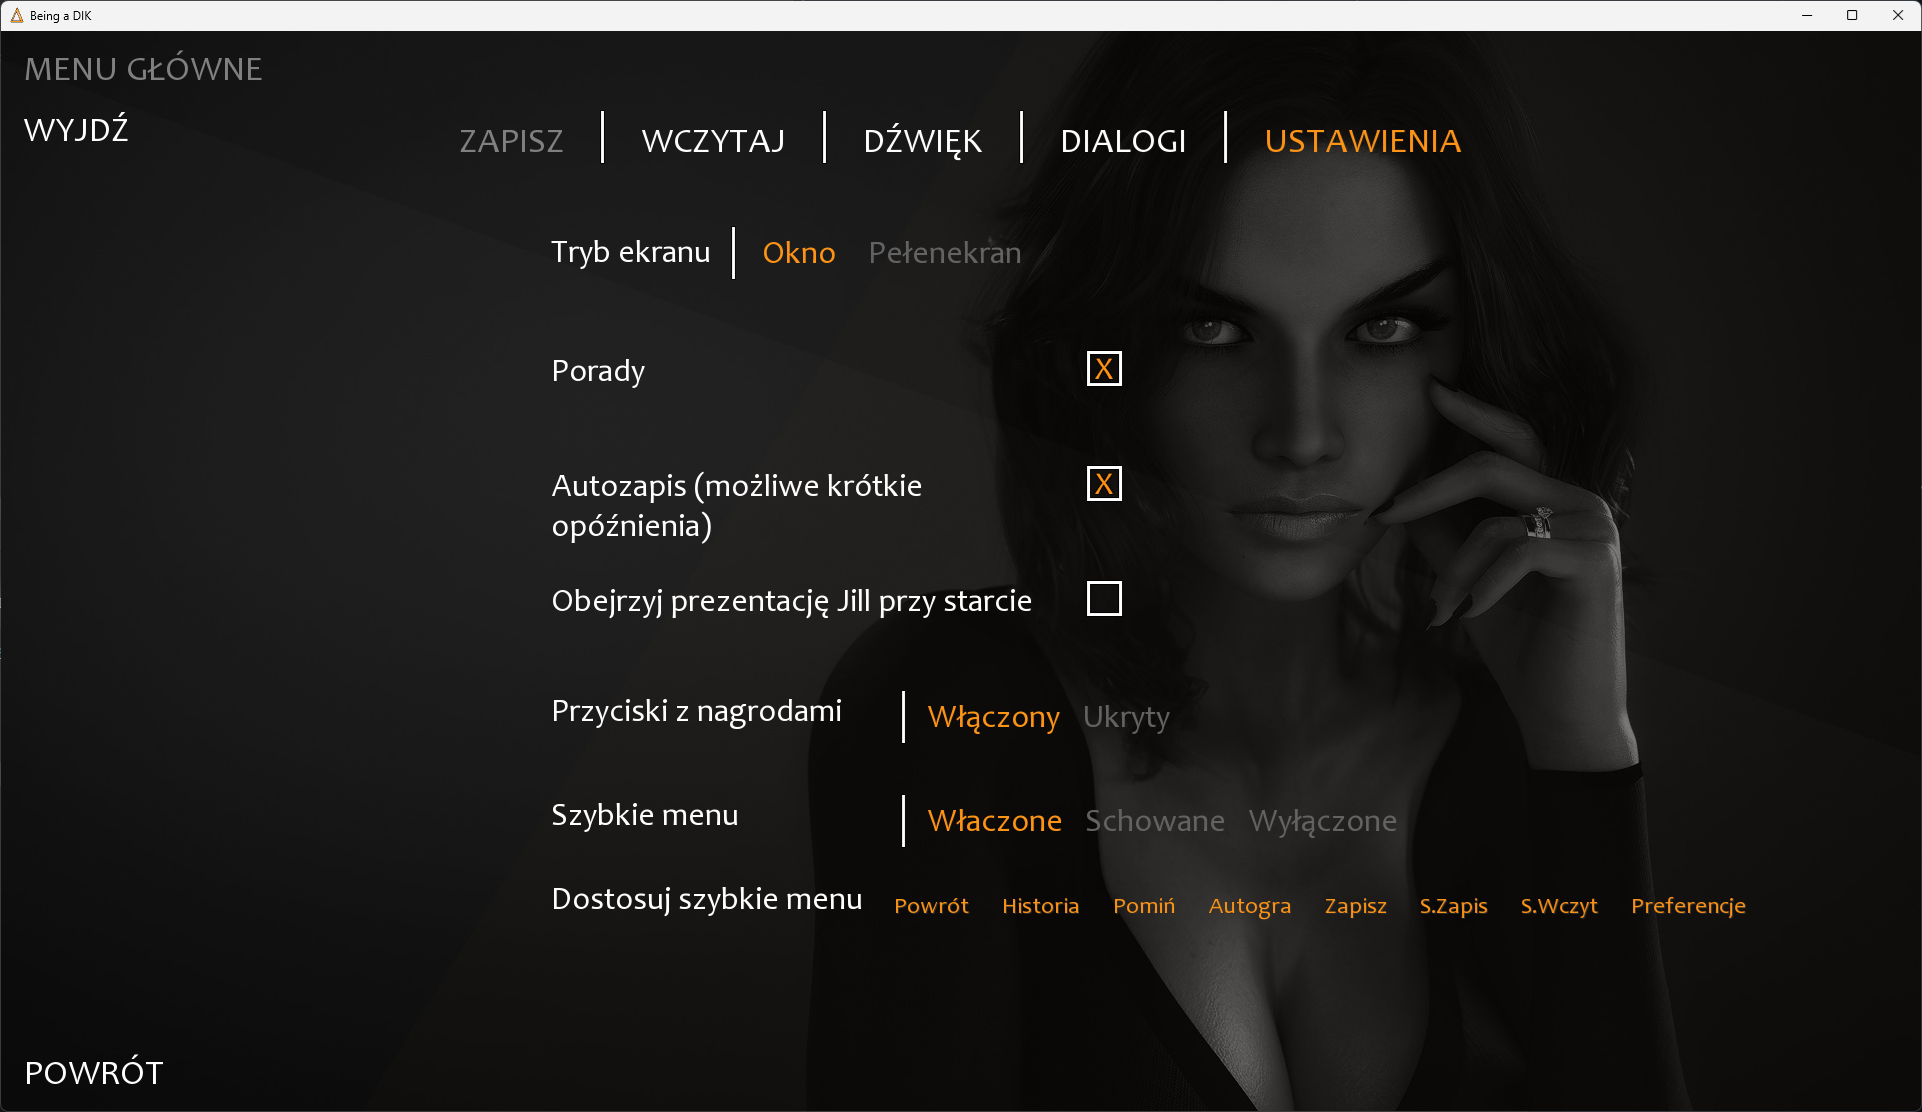 Being a DIK
MENU GŁÓWNE
WYJDŹ
ZAPISZ
WCZYTAJ
DŹWIĘK
DIALOGI
USTAWIENIA
Tryb ekranu
Okno
Pełenekran
Porady
X
Autozapis (możliwe krótkie
opóźnienia)
X
Obejrzyj prezentację Jill przy starcie
Przyciski z nagrodami
Włączony
Ukryty
Szybkie menu
Właczone
Schowane
Wyłączone
Dostosuj szybkie menu
Powrót
Historia
Pomiń
Autogra
Zapisz
S.Zapis
S.Wczyt
Preferencje
POWRÓT